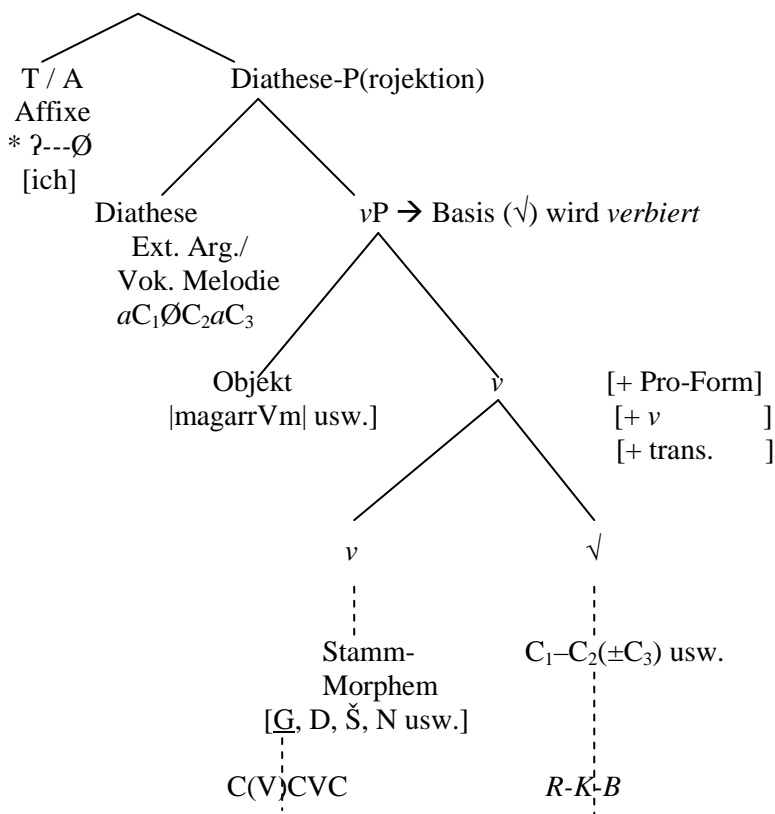 T / A Diathese-P(rojektion)
Affixe
* ʔ---Ø
[ich]
Diathese vP → Basis (√) wird verbiert
Ext. Arg./
Vok. Melodie
aC₁ØC₂aC₃
Objekt v [+ Pro-Form]
|magarrVm| usw.] [+ v ]
[+ trans. ]
v √
Stamm- C₁–C₂(±C₃) usw.
Morphem
[G, D, Š, N usw.]
C(V)CVC R-K-B